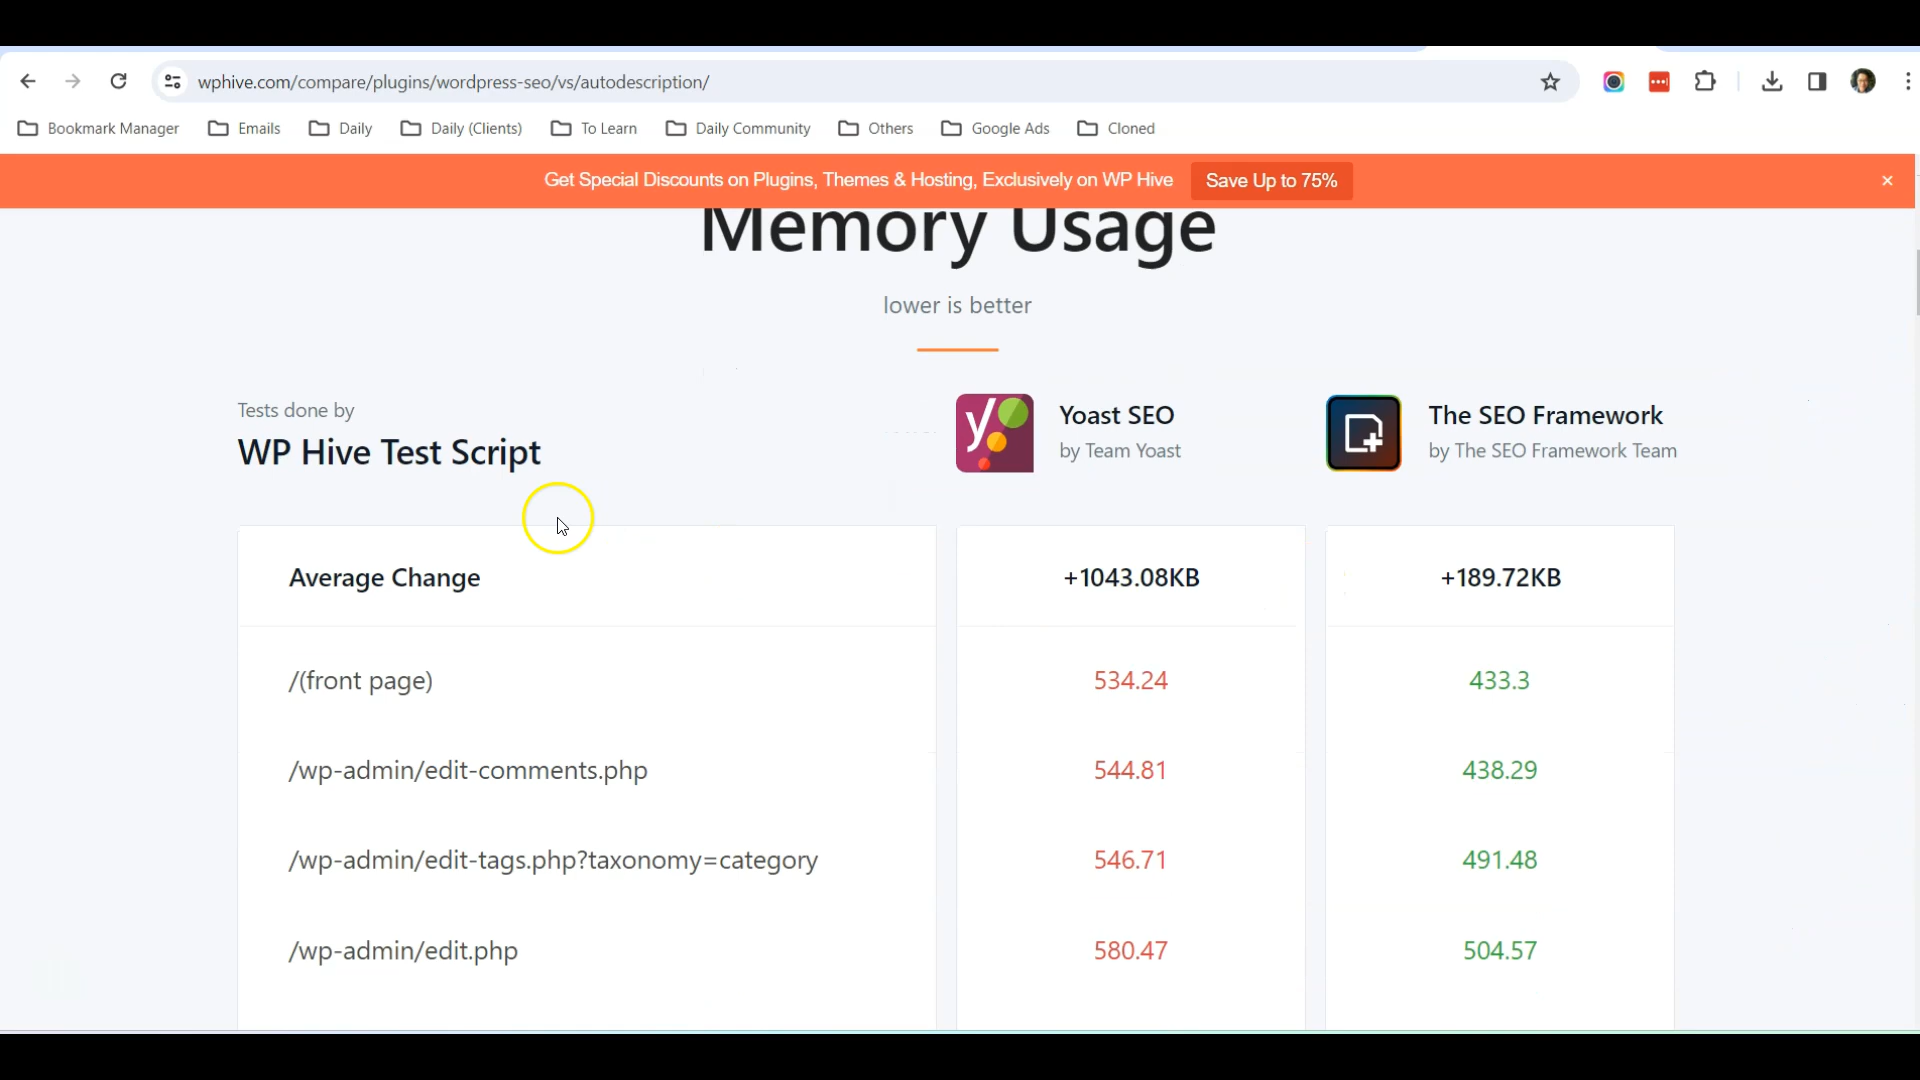 wphive.com/compare/plugins/wordpress-seo/vs/autodescription/
Bookmark Manager Emails Daily Daily (Clients) To Learn Daily Community Others Google Ads Cloned
Get Special Discounts on Plugins, Themes & Hosting, Exclusively on WP Hive Save Up to 75%
Memory Usage
lower is better
Tests done by
WP Hive Test Script
Yoast SEO
by Team Yoast
The SEO Framework
by The SEO Framework Team
Average Change +1043.08KB +189.72KB
/(front page) 534.24 433.3
/wp-admin/edit-comments.php 544.81 438.29
/wp-admin/edit-tags.php?taxonomy=category 546.71 491.48
/wp-admin/edit.php 580.47 504.57